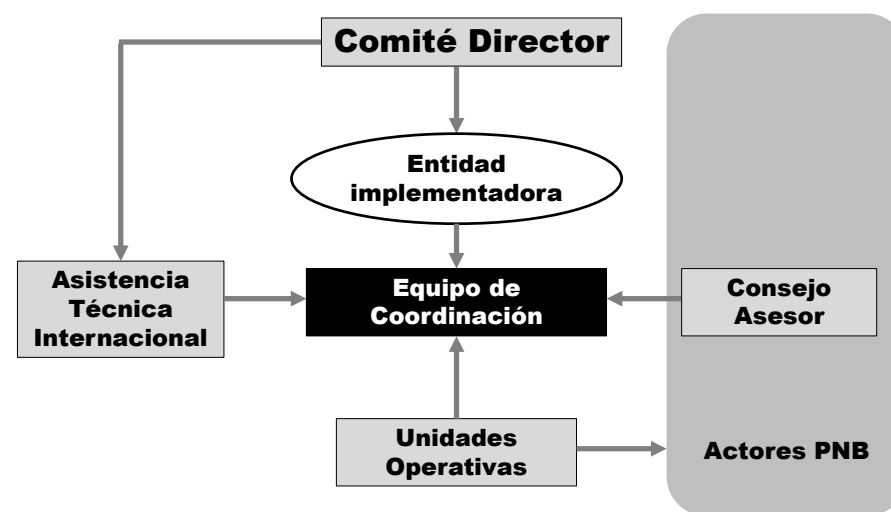 Comité Director
Entidad
implementadora
Asistencia
Técnica
Internacional
Equipo de
Coordinación
Consejo
Asesor
Unidades
Operativas
Actores PNB